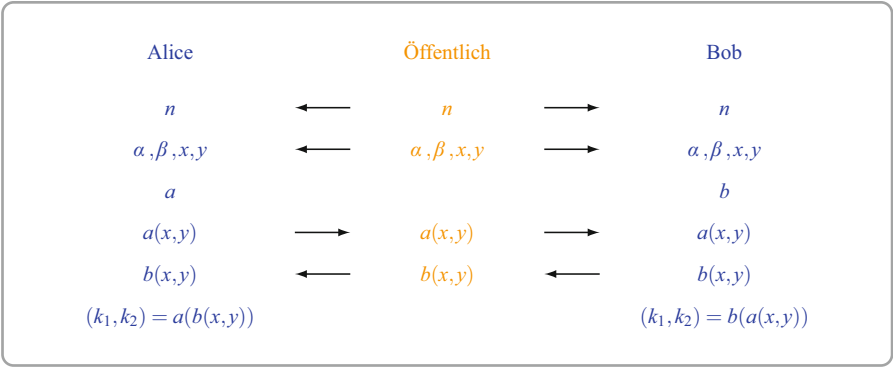 Alice Öffentlich Bob
n n n
α,β,x,y α,β,x,y α,β,x,y
a b
a(x,y) a(x,y) a(x,y)
b(x,y) b(x,y) b(x,y)
(k₁,k₂) = a(b(x,y)) (k₁,k₂) = b(a(x,y))